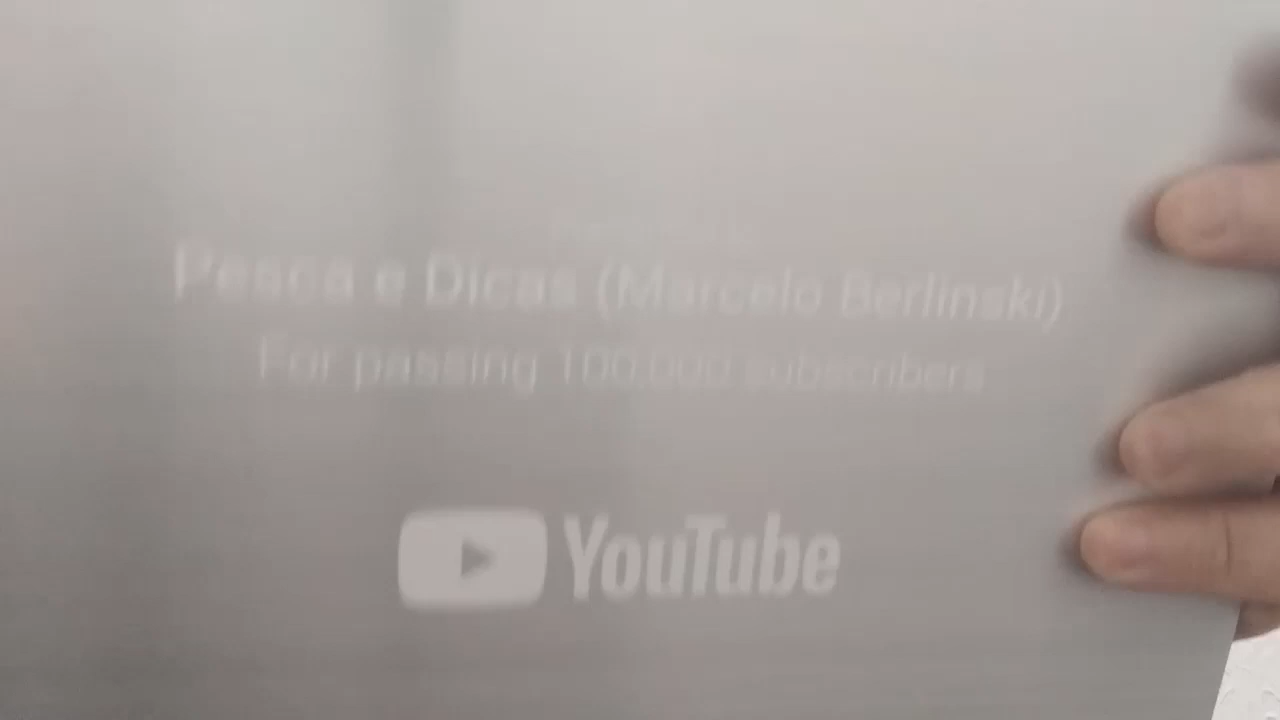 Pesca e Dicas (Marcelo Berlinski)
For passing 100,000 subscribers
YouTube